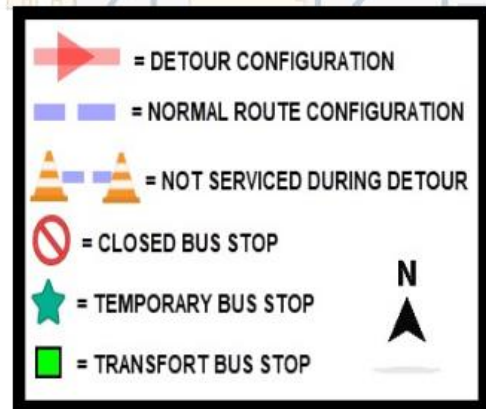 = DETOUR CONFIGURATION
= NORMAL ROUTE CONFIGURATION
= NOT SERVICED DURING DETOUR
= CLOSED BUS STOP
N
= TEMPORARY BUS STOP
= TRANSFORT BUS STOP